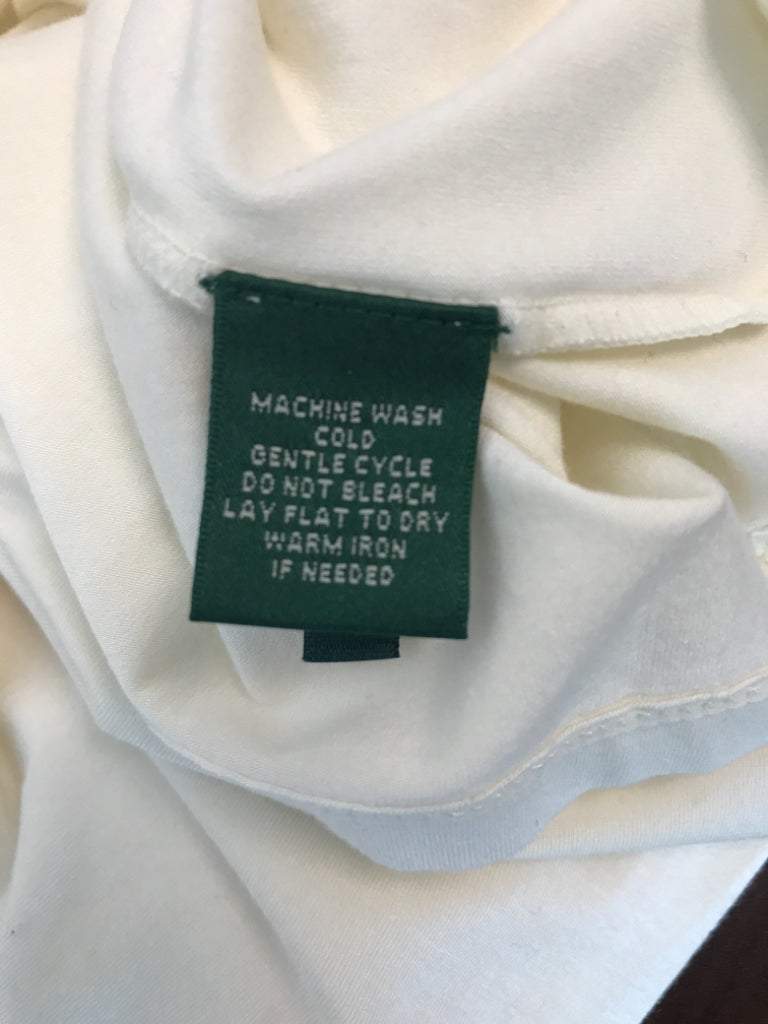 MACHINE WASH
COLD
GENTLE CYCLE
DO NOT BLEACH
LAY FLAT TO DRY
WARM IRON
IF NEEDED